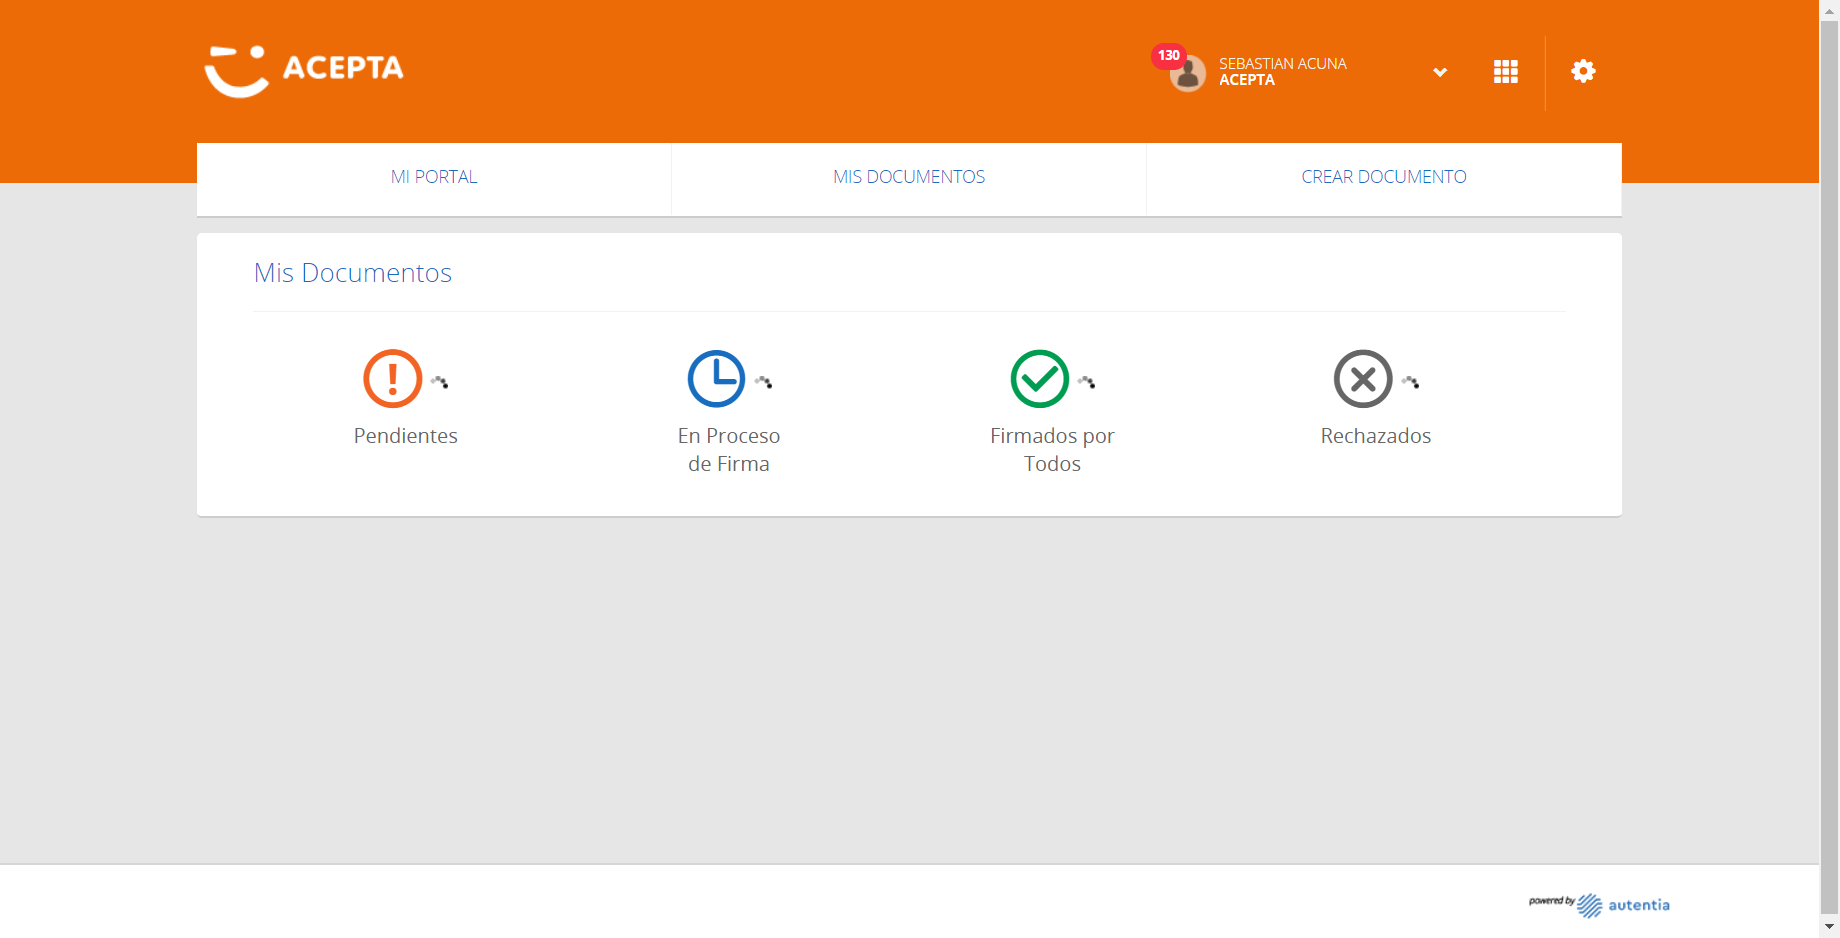 ACEPTA
130
SEBASTIAN ACUNA
ACEPTA
MI PORTAL
MIS DOCUMENTOS
CREAR DOCUMENTO
Mis Documentos
Pendientes
En Proceso
de Firma
Firmados por
Todos
Rechazados
powered by autentia